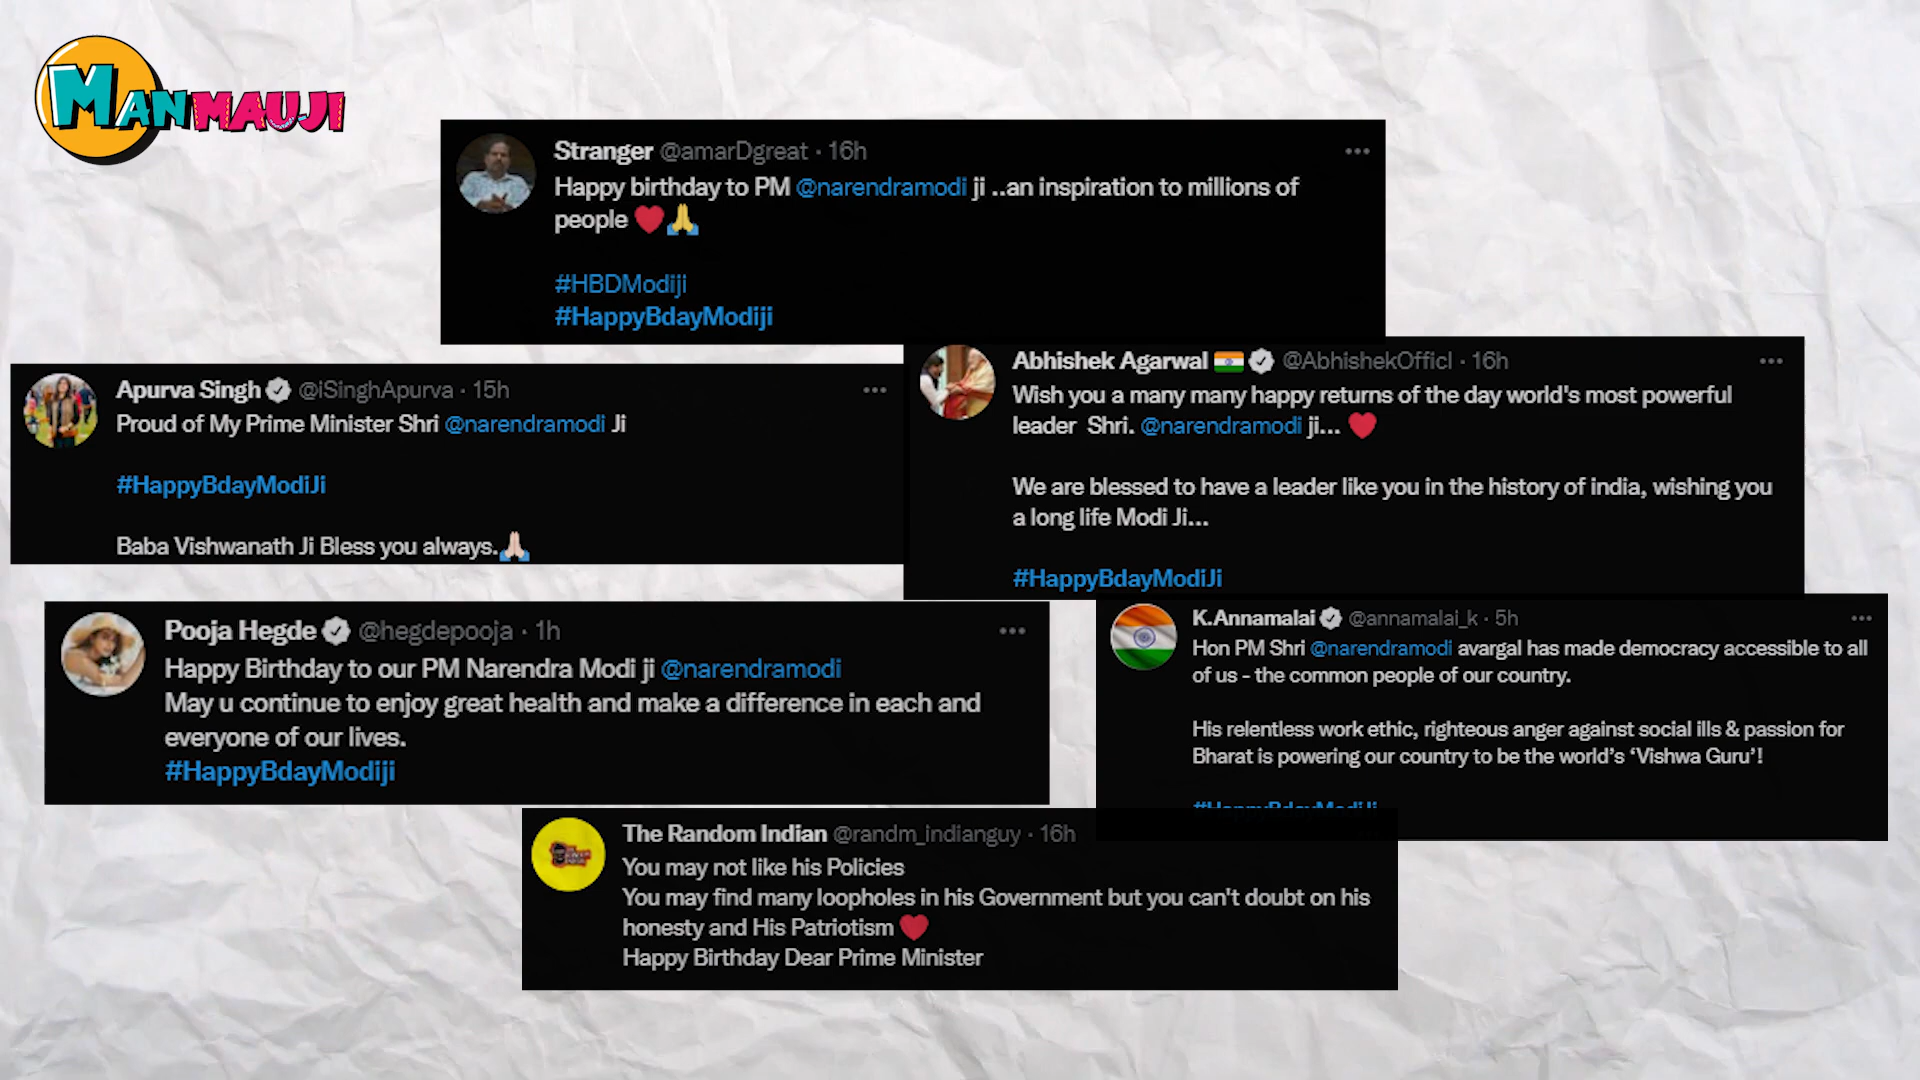 MANMAUJI
Stranger @amarDgreat · 16h
Happy birthday to PM @narendramodi ji ..an inspiration to millions of
people ❤️🙏
#HBDModiji
#HappyBdayModiji
Apurva Singh @iSinghApurva · 15h
Proud of My Prime Minister Shri @narendramodi Ji
#HappyBdayModiJi
Baba Vishwanath Ji Bless you always.🙏🏻
Abhishek Agarwal 🇮🇳 @AbhishekOfficl · 16h
Wish you a many many happy returns of the day world's most powerful
leader Shri. @narendramodi ji... ❤️
We are blessed to have a leader like you in the history of india, wishing you
a long life Modi Ji...
#HappyBdayModiJi
Pooja Hegde @hegdepooja · 1h
Happy Birthday to our PM Narendra Modi ji @narendramodi
May u continue to enjoy great health and make a difference in each and
everyone of our lives.
#HappyBdayModiji
K.Annamalai @annamalai_k · 5h
Hon PM Shri @narendramodi avargal has made democracy accessible to all
of us - the common people of our country.
His relentless work ethic, righteous anger against social ills & passion for
Bharat is powering our country to be the world's ‘Vishwa Guru’!
#HappyBdayModiJi
The Random Indian @randm_indianguy · 16h
You may not like his Policies
You may find many loopholes in his Government but you can't doubt on his
honesty and His Patriotism ❤️
Happy Birthday Dear Prime Minister